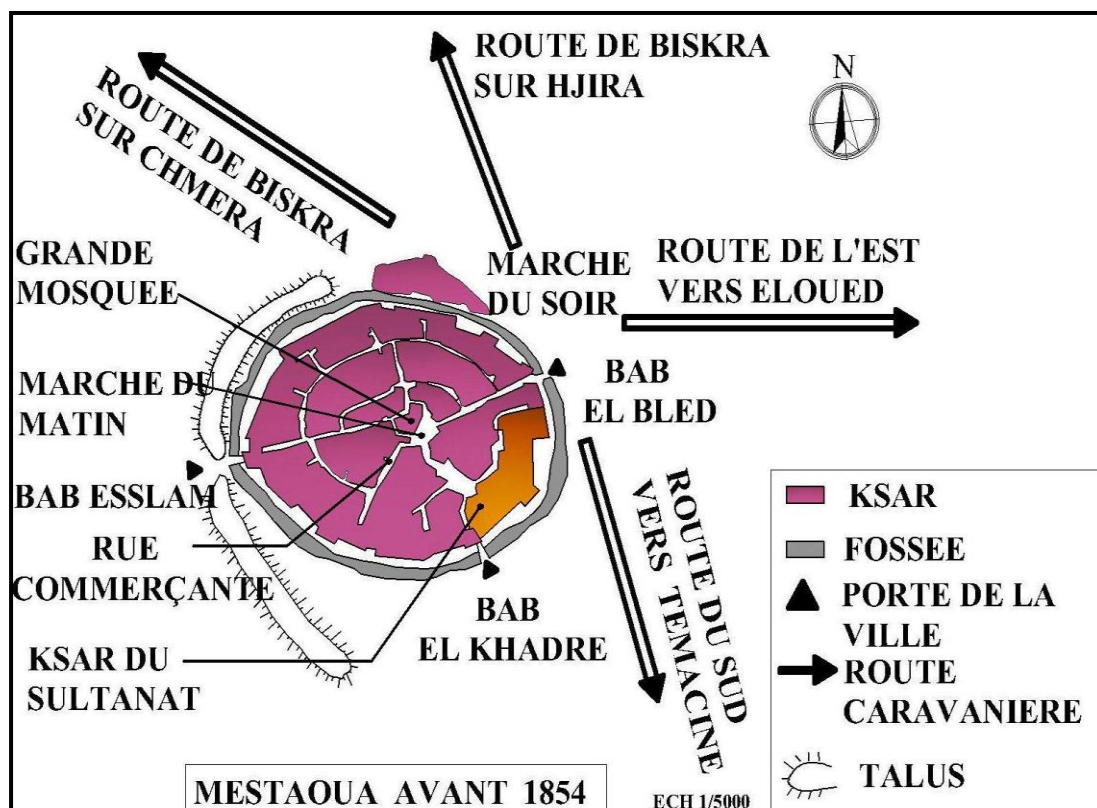 ROUTE DE BISKRA
SUR HJIRA
N
ROUTE DE BISKRA
SUR CHMERA
GRANDE
MOSQUEE
MARCHE
DU SOIR
ROUTE DE L'EST
VERS ELOUED
MARCHE DU
MATIN
BAB
EL BLED
BAB ESSLAM
RUE
COMMERÇANTE
BAB
EL KHADRE
KSAR DU
SULTANAT
ROUTE DU SUD
VERS TEMACINE
KSAR
FOSSEE
PORTE DE LA
VILLE
ROUTE
CARAVANIERE
TALUS
MESTAOUA AVANT 1854
ECH 1/5000